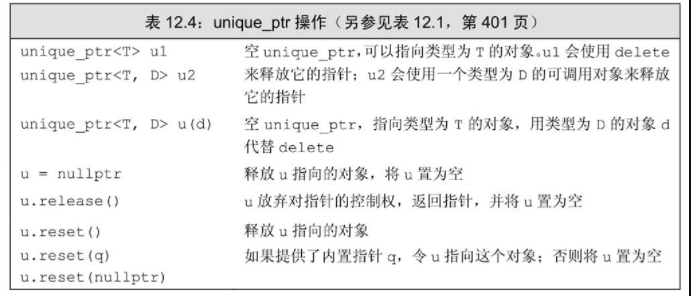 表 12.4：unique_ptr 操作（另参见表 12.1，第 401 页）
unique_ptr<T> u1 空 unique_ptr，可以指向类型为 T 的对象。u1 会使用 delete
unique_ptr<T, D> u2 来释放它的指针；u2 会使用一个类型为 D 的可调用对象来释放
它的指针
unique_ptr<T, D> u(d) 空 unique_ptr，指向类型为 T 的对象，用类型为 D 的对象 d
代替 delete
u = nullptr 释放 u 指向的对象，将 u 置为空
u.release() u 放弃对指针的控制权，返回指针，并将 u 置为空
u.reset() 释放 u 指向的对象
u.reset(q) 如果提供了内置指针 q，令 u 指向这个对象；否则将 u 置为空
u.reset(nullptr)